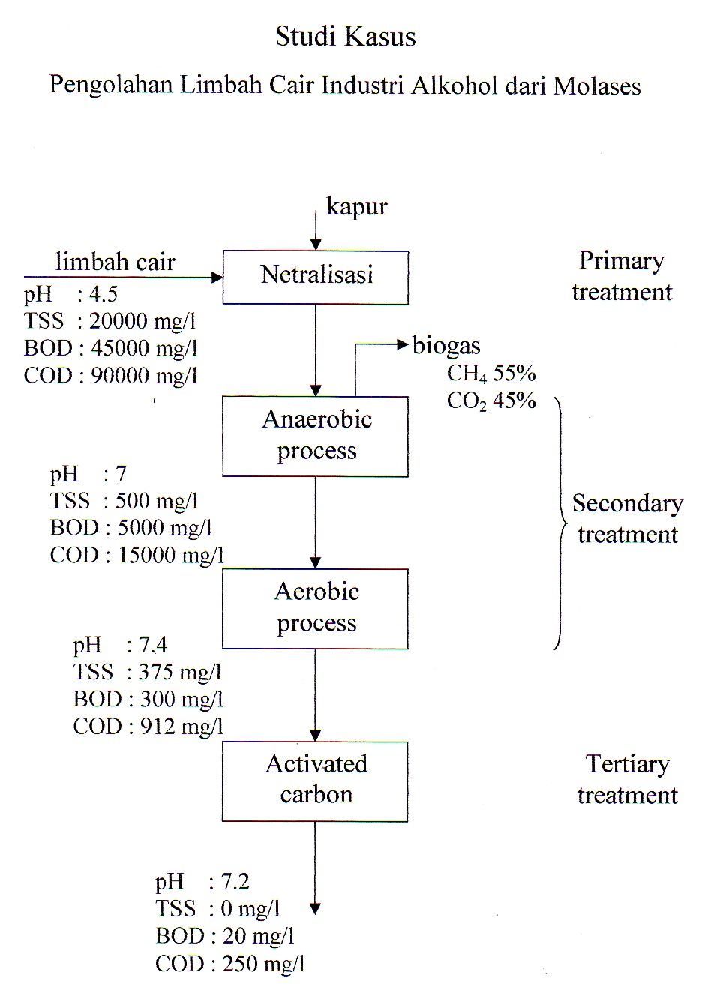 Studi Kasus
Pengolahan Limbah Cair Industri Alkohol dari Molases
kapur
limbah cair
Netralisasi
Primary
treatment
pH : 4.5
TSS : 20000 mg/l
BOD : 45000 mg/l
COD : 90000 mg/l
biogas
CH₄ 55%
CO₂ 45%
Anaerobic
process
pH : 7
TSS : 500 mg/l
BOD : 5000 mg/l
COD : 15000 mg/l
Secondary
treatment
Aerobic
process
pH : 7.4
TSS : 375 mg/l
BOD : 300 mg/l
COD : 912 mg/l
Activated
carbon
Tertiary
treatment
pH : 7.2
TSS : 0 mg/l
BOD : 20 mg/l
COD : 250 mg/l